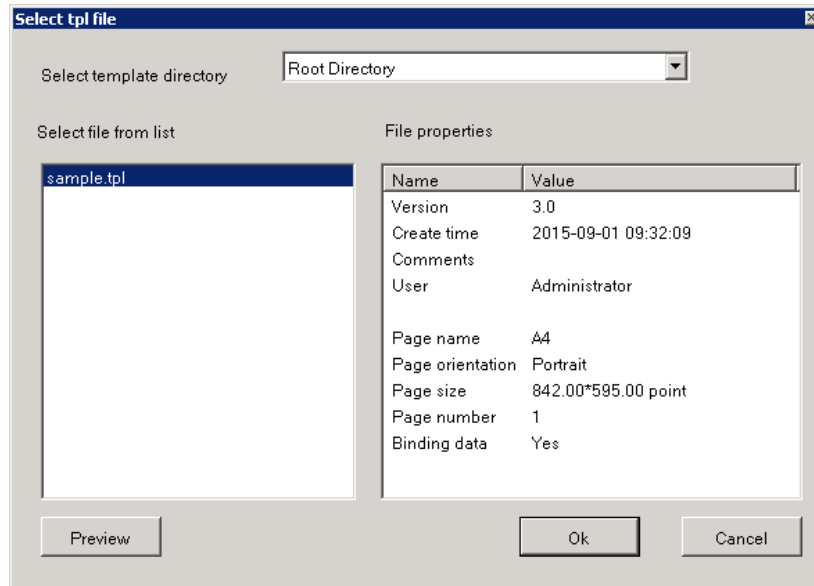 Select tpl file
Select template directory
Root Directory
Select file from list
File properties
sample.tpl
Name Value
Version 3.0
Create time 2015-09-01 09:32:09
Comments
User Administrator
Page name A4
Page orientation Portrait
Page size 842.00*595.00 point
Page number 1
Binding data Yes
Preview
Ok
Cancel